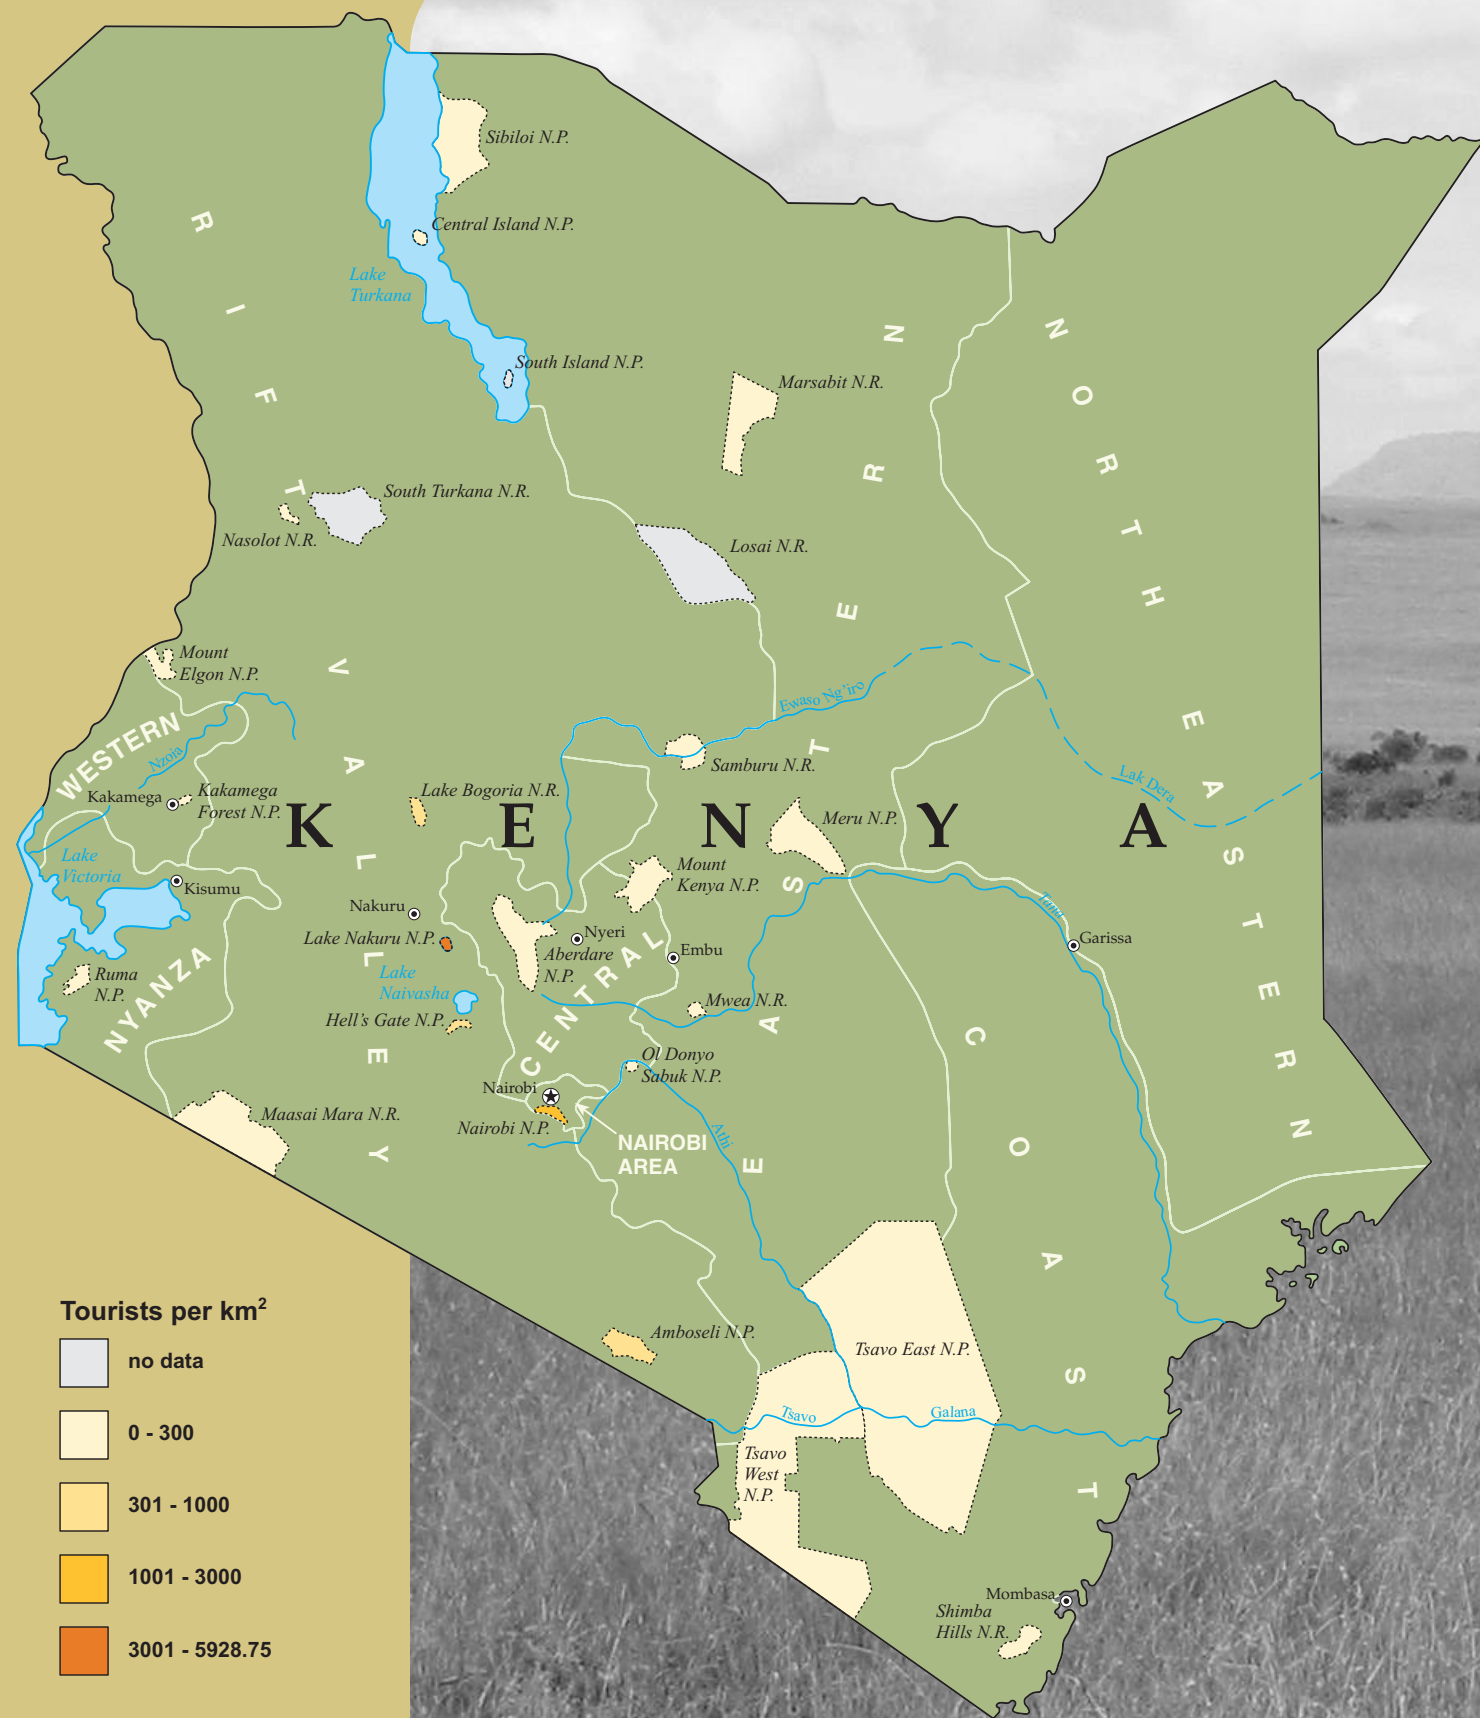 Sibiloi N.P.
Central Island N.P.
Lake
Turkana
South Island N.P.
Marsabit N.R.
South Turkana N.R.
Nasolot N.R.
Losai N.R.
Mount
Elgon N.P.
RIFT VALLEY
NORTH EASTERN
EASTERN
WESTERN
Nzoia
Ewaso Ng'iro
Samburu N.R.
Lak Dera
Kakamega
Kakamega
Forest N.P.
Lake Bogoria N.R.
KENYA
Meru N.P.
Lake
Victoria
Kisumu
Mount
Kenya N.P.
Nakuru
Nyeri
Tana
Garissa
Lake Nakuru N.P.
Aberdare
N.P.
Embu
CENTRAL
NYANZA
Ruma
N.P.
Lake
Naivasha
Mwea N.R.
Hell's Gate N.P.
COAST
Ol Donyo
Sabuk N.P.
Nairobi
Maasai Mara N.R.
Nairobi N.P.
NAIROBI
AREA
Athi
Amboseli N.P.
Tsavo East N.P.
Tsavo
Galana
Tsavo
West
N.P.
Mombasa
Shimba
Hills N.R.
Tourists per km²
no data
0 - 300
301 - 1000
1001 - 3000
3001 - 5928.75